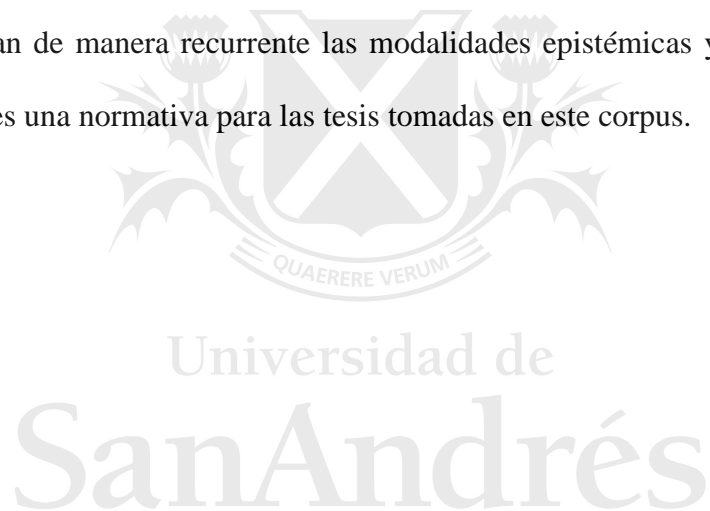 an de manera recurrente las modalidades epistémicas y
es una normativa para las tesis tomadas en este corpus.
QUAERERE VERUM
Universidad de
SanAndrés